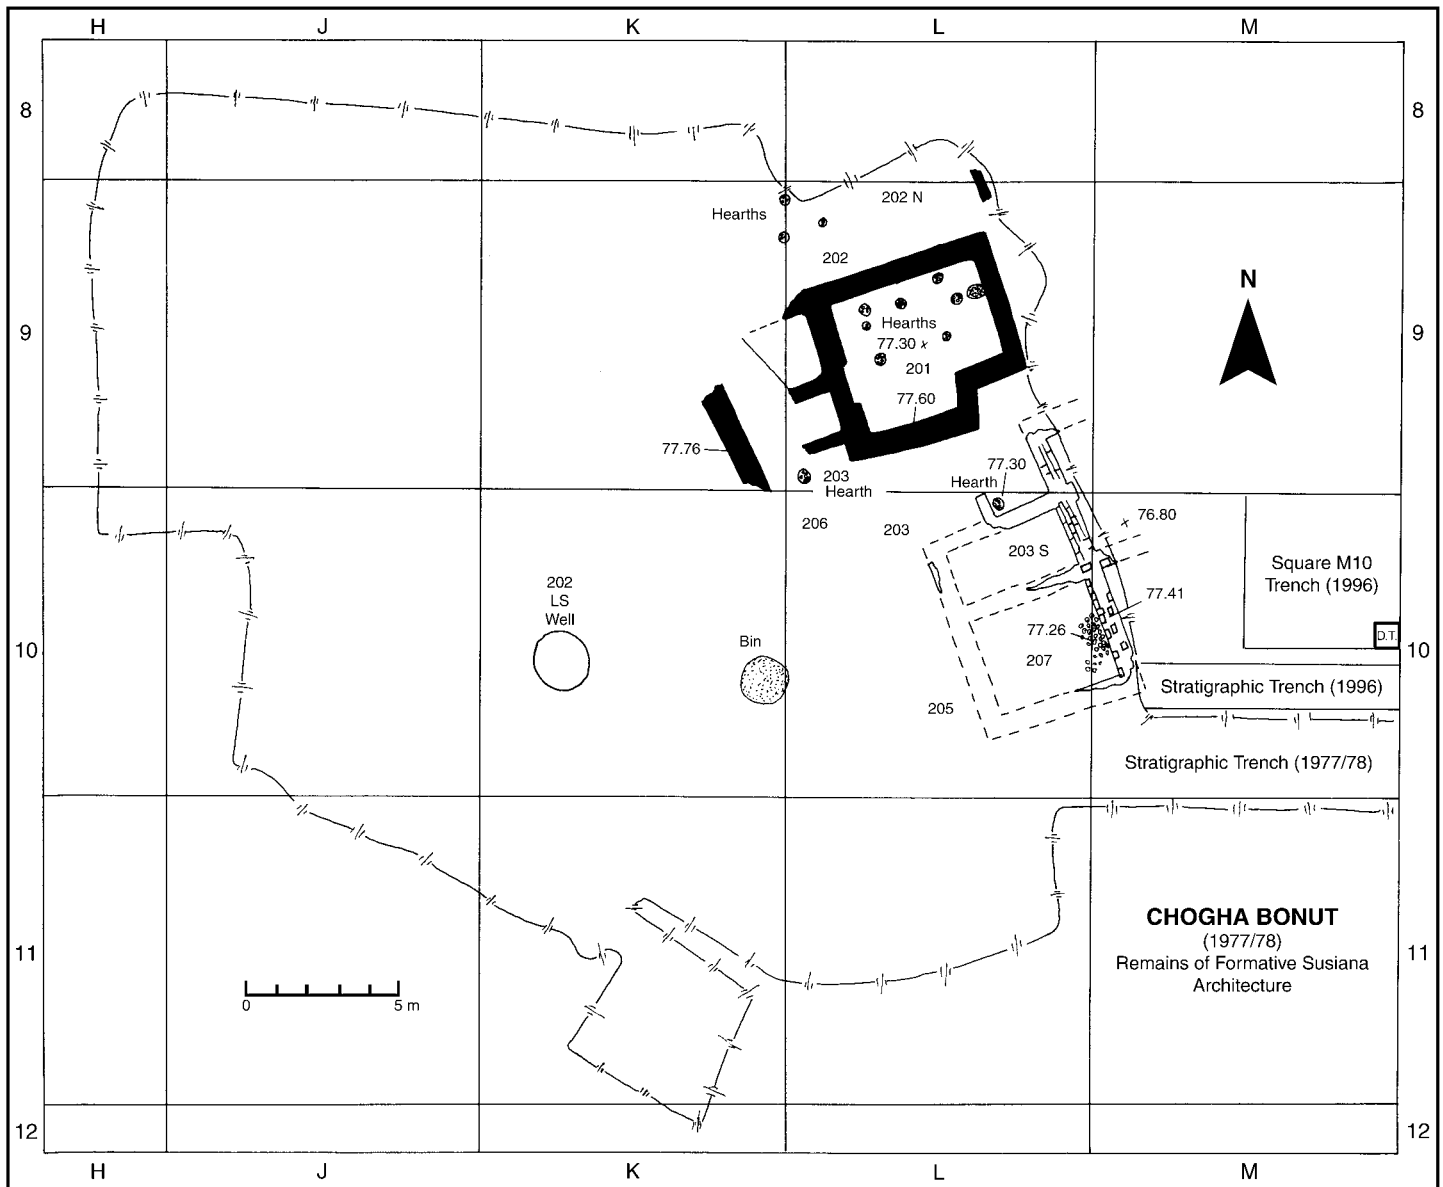 H J K L M
8 8
202 N
Hearths
202
N
9 9
Hearths
77.30 x
201
77.60
77.76
77.30
203
Hearth
Hearth
206
203
x 76.80
203 S
Square M10
Trench (1996)
202
LS
Well
77.41
77.26
D.T.
Bin
10 10
207
Stratigraphic Trench (1996)
205
Stratigraphic Trench (1977/78)
CHOGHA BONUT
(1977/78)
Remains of Formative Susiana
Architecture
11 11
0 5 m
12 12
H J K L M